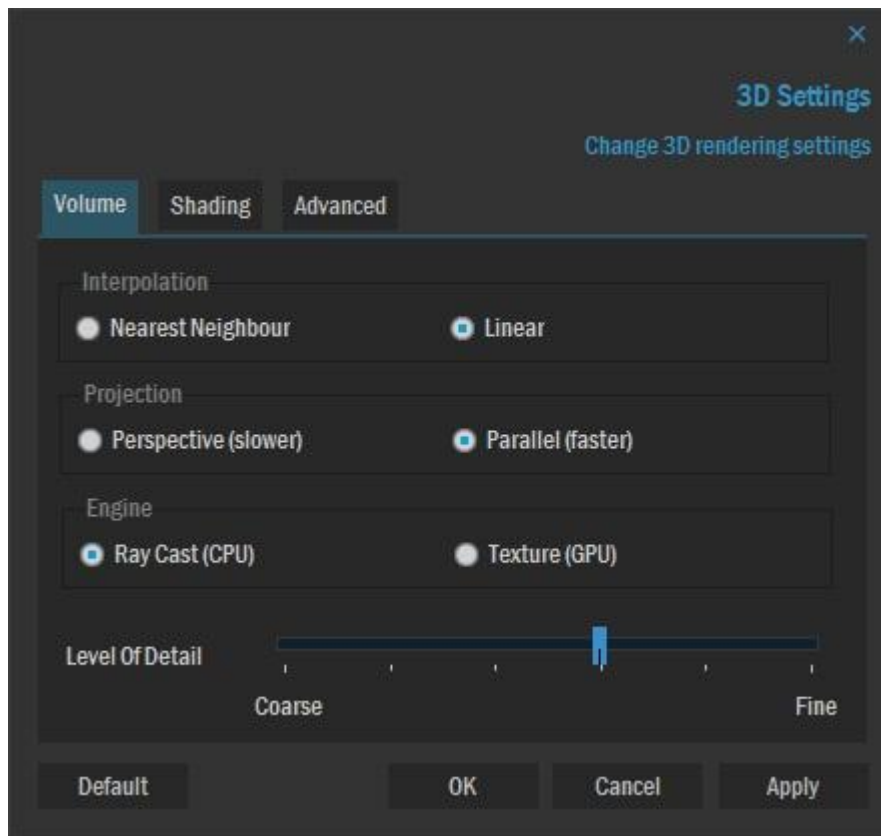 ×
3D Settings
Change 3D rendering settings
Volume Shading Advanced
Interpolation
Nearest Neighbour Linear
Projection
Perspective (slower) Parallel (faster)
Engine
Ray Cast (CPU) Texture (GPU)
Level Of Detail
Coarse Fine
Default OK Cancel Apply